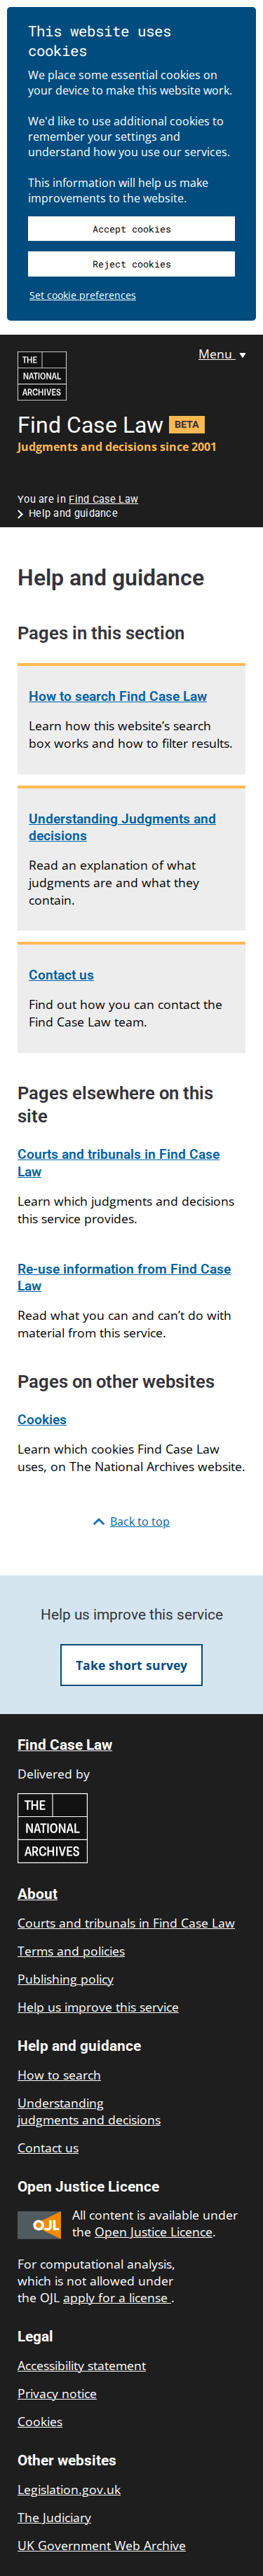 This website uses
cookies
We place some essential cookies on
your device to make this website work.
We'd like to use additional cookies to
remember your settings and
understand how you use our services.
This information will help us make
improvements to the website.
Accept cookies
Reject cookies
Set cookie preferences
THE
NATIONAL
ARCHIVES
Menu
Find Case Law BETA
Judgments and decisions since 2001
You are in Find Case Law
Help and guidance
Help and guidance
Pages in this section
How to search Find Case Law
Learn how this website’s search
box works and how to filter results.
Understanding Judgments and
decisions
Read an explanation of what
judgments are and what they
contain.
Contact us
Find out how you can contact the
Find Case Law team.
Pages elsewhere on this
site
Courts and tribunals in Find Case
Law
Learn which judgments and decisions
this service provides.
Re-use information from Find Case
Law
Read what you can and can’t do with
material from this service.
Pages on other websites
Cookies
Learn which cookies Find Case Law
uses, on The National Archives website.
Back to top
Help us improve this service
Take short survey
Find Case Law
Delivered by
THE
NATIONAL
ARCHIVES
About
Courts and tribunals in Find Case Law
Terms and policies
Publishing policy
Help us improve this service
Help and guidance
How to search
Understanding
judgments and decisions
Contact us
Open Justice Licence
OJL
All content is available under
the Open Justice Licence.
For computational analysis,
which is not allowed under
the OJL apply for a license .
Legal
Accessibility statement
Privacy notice
Cookies
Other websites
Legislation.gov.uk
The Judiciary
UK Government Web Archive